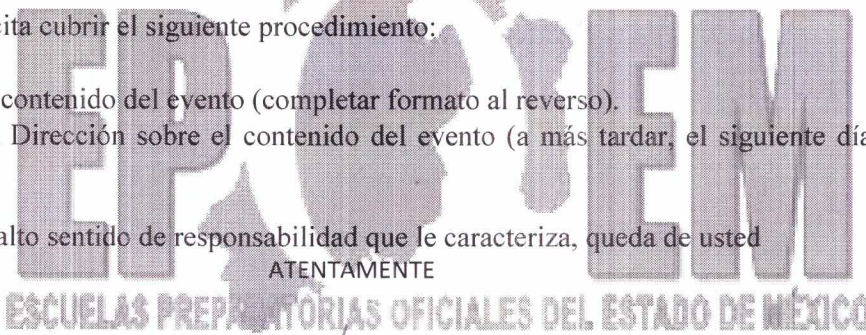 cita cubrir el siguiente procedimiento:
contenido del evento (completar formato al reverso).
Dirección sobre el contenido del evento (a más tardar, el siguiente día
alto sentido de responsabilidad que le caracteriza, queda de usted
ATENTAMENTE
EPOEM
ESCUELAS PREPARATORIAS OFICIALES DEL ESTADO DE MÉXICO